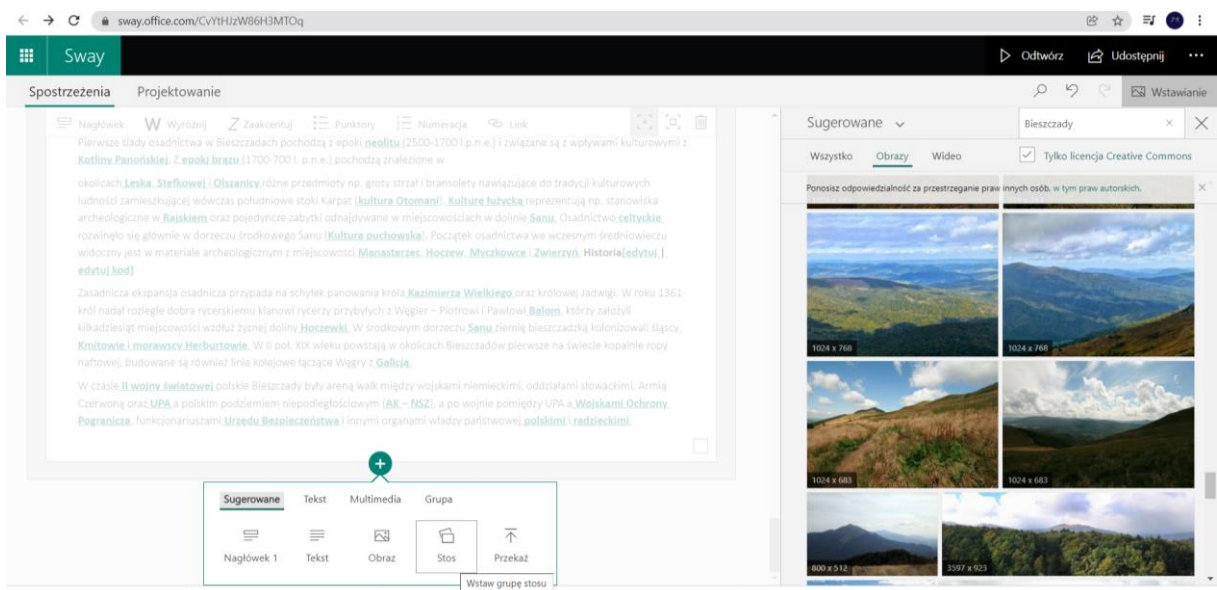 sway.office.com/CvYtHJzW86H3MTOq
Sway
Odtwórz
Udostępnij
Spostrzeżenia
Projektowanie
Wstawianie
Nagłówek
W Wyróżnij
Z Zaakcentuj
Punktory
Numeracja
Link
Pierwsze ślady osadnictwa w Bieszczadach pochodzą z epoki neolitu (2500-1700 l.p.n.e.) i związane są z wpływami kulturowymi z
Kotliny Panońskiej. Z epoki brązu (1700-700 l. p.n.e.) pochodzą znalezione w
okolicach Leska, Stefkowej i Olszanicy różne przedmioty np. groty strzał i bransolety nawiązujące do tradycji kulturowych
ludności zamieszkującej wówczas południowe stoki Karpat (kultura Otomani). Kulturę łużycką reprezentują np. stanowiska
archeologiczne w Rajskiem oraz pojedyncze zabytki odnajdywane w miejscowościach w dolinie Sanu. Osadnictwo celtyckie
rozwinęło się głównie w dorzeczu środkowego Sanu (Kultura puchowska). Początek osadnictwa we wczesnym średniowieczu
widoczny jest w materiale archeologicznym z miejscowości Manasterzec, Hoczew, Myczkowce i Zwierzyń. Historia[edytuj |
edytuj kod]
Zasadnicza ekspansja osadnicza przypada na schyłek panowania króla Kazimierza Wielkiego oraz królowej Jadwigi. W roku 1361
król nadał rozległe dobra rycerskiemu klanowi rycerzy przybyłych z Węgier – Piotrowi i Pawłowi Balom, którzy założyli
kilkadziesiąt miejscowości wzdłuż żyznej doliny Hoczewki. W środkowym dorzeczu Sanu ziemię bieszczadzką kolonizowali śląscy
Kmitowie i morawscy Herburtowie. W II poł. XIX wieku powstają w okolicach Bieszczadów pierwsze na świecie kopalnie ropy
naftowej, budowane są również linie kolejowe łączące Węgry z Galicją.
W czasie II wojny światowej polskie Bieszczady były areną walk między wojskami niemieckimi, oddziałami słowackimi, Armią
Czerwoną oraz UPA a polskim podziemiem niepodległościowym (AK – NSZ), a po wojnie pomiędzy UPA a Wojskami Ochrony
Pogranicza, funkcjonariuszami Urzędu Bezpieczeństwa i innymi organami władzy państwowej polskimi i radzieckimi.
Sugerowane
Tekst
Multimedia
Grupa
Nagłówek 1
Tekst
Obraz
Stos
Przekaż
Wstaw grupę stosu
Sugerowane
Bieszczady
Wszystko
Obrazy
Wideo
Tylko licencja Creative Commons
Ponosisz odpowiedzialność za przestrzeganie praw innych osób, w tym praw autorskich.
1024 x 768
1024 x 768
1024 x 683
1024 x 683
800 x 512
3597 x 923